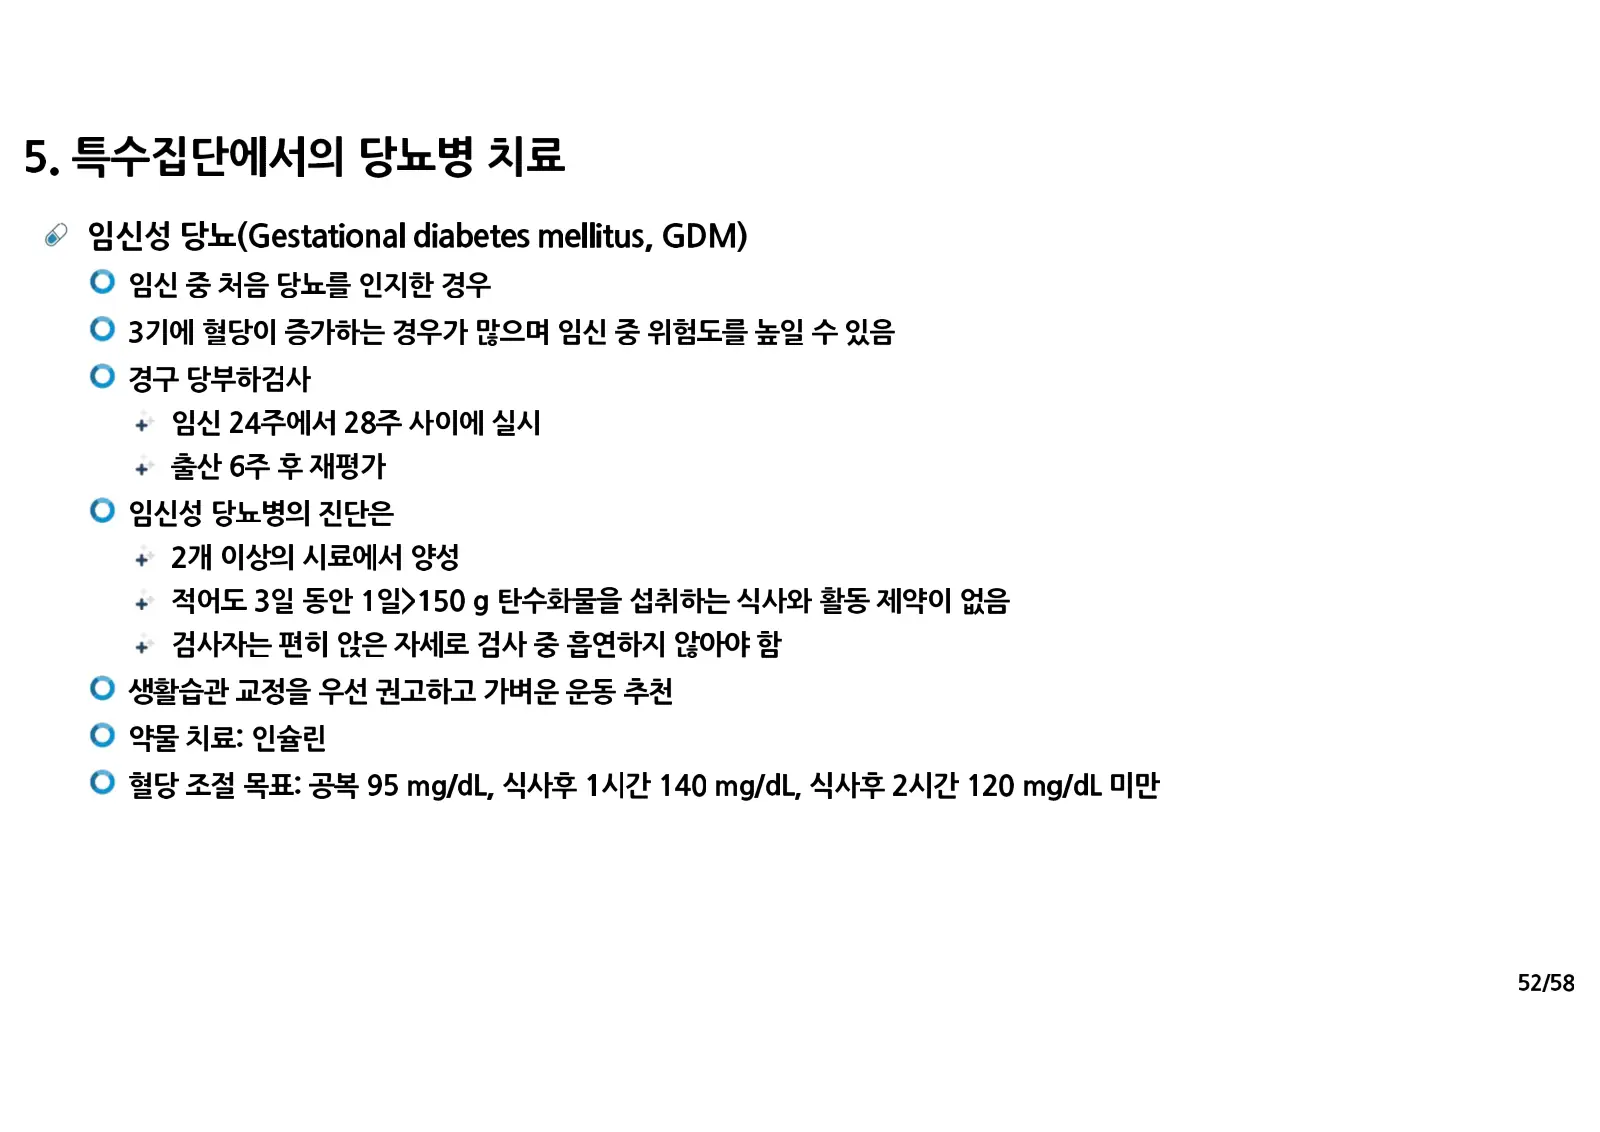 5. 특수집단에서의 당뇨병 치료
임신성 당뇨(Gestational diabetes mellitus, GDM)
임신 중 처음 당뇨를 인지한 경우
3기에 혈당이 증가하는 경우가 많으며 임신 중 위험도를 높일 수 있음
경구 당부하검사
임신 24주에서 28주 사이에 실시
출산 6주 후 재평가
임신성 당뇨병의 진단은
2개 이상의 시료에서 양성
적어도 3일 동안 1일>150 g 탄수화물을 섭취하는 식사와 활동 제약이 없음
검사자는 편히 앉은 자세로 검사 중 흡연하지 않아야 함
생활습관 교정을 우선 권고하고 가벼운 운동 추천
약물 치료: 인슐린
혈당 조절 목표: 공복 95 mg/dL, 식사후 1시간 140 mg/dL, 식사후 2시간 120 mg/dL 미만
52/58